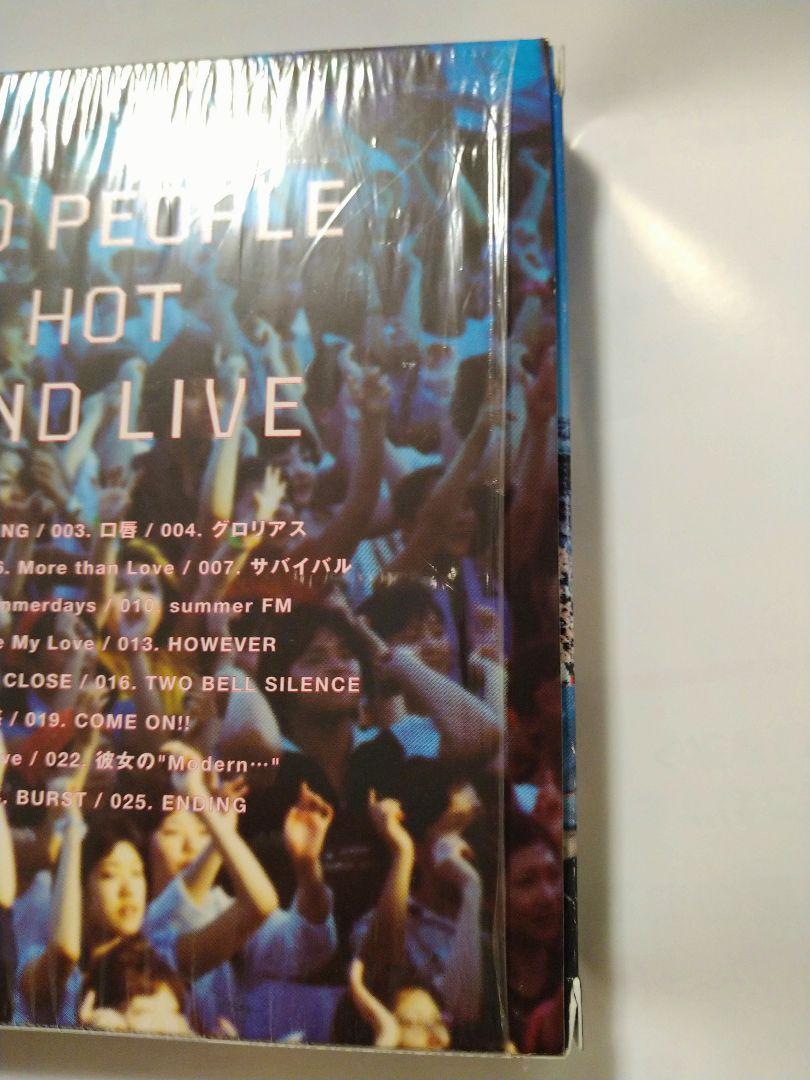 PEOPLE
HOT
ND LIVE
NG / 003. 口唇 / 004. グロリアス
6. More than Love / 007. サバイバル
mmerdays / 010. summer FM
e My Love / 013. HOWEVER
CLOSE / 016. TWO BELL SILENCE
/ 019. COME ON!!
ve / 022. 彼女の"Modern…"
. BURST / 025. ENDING